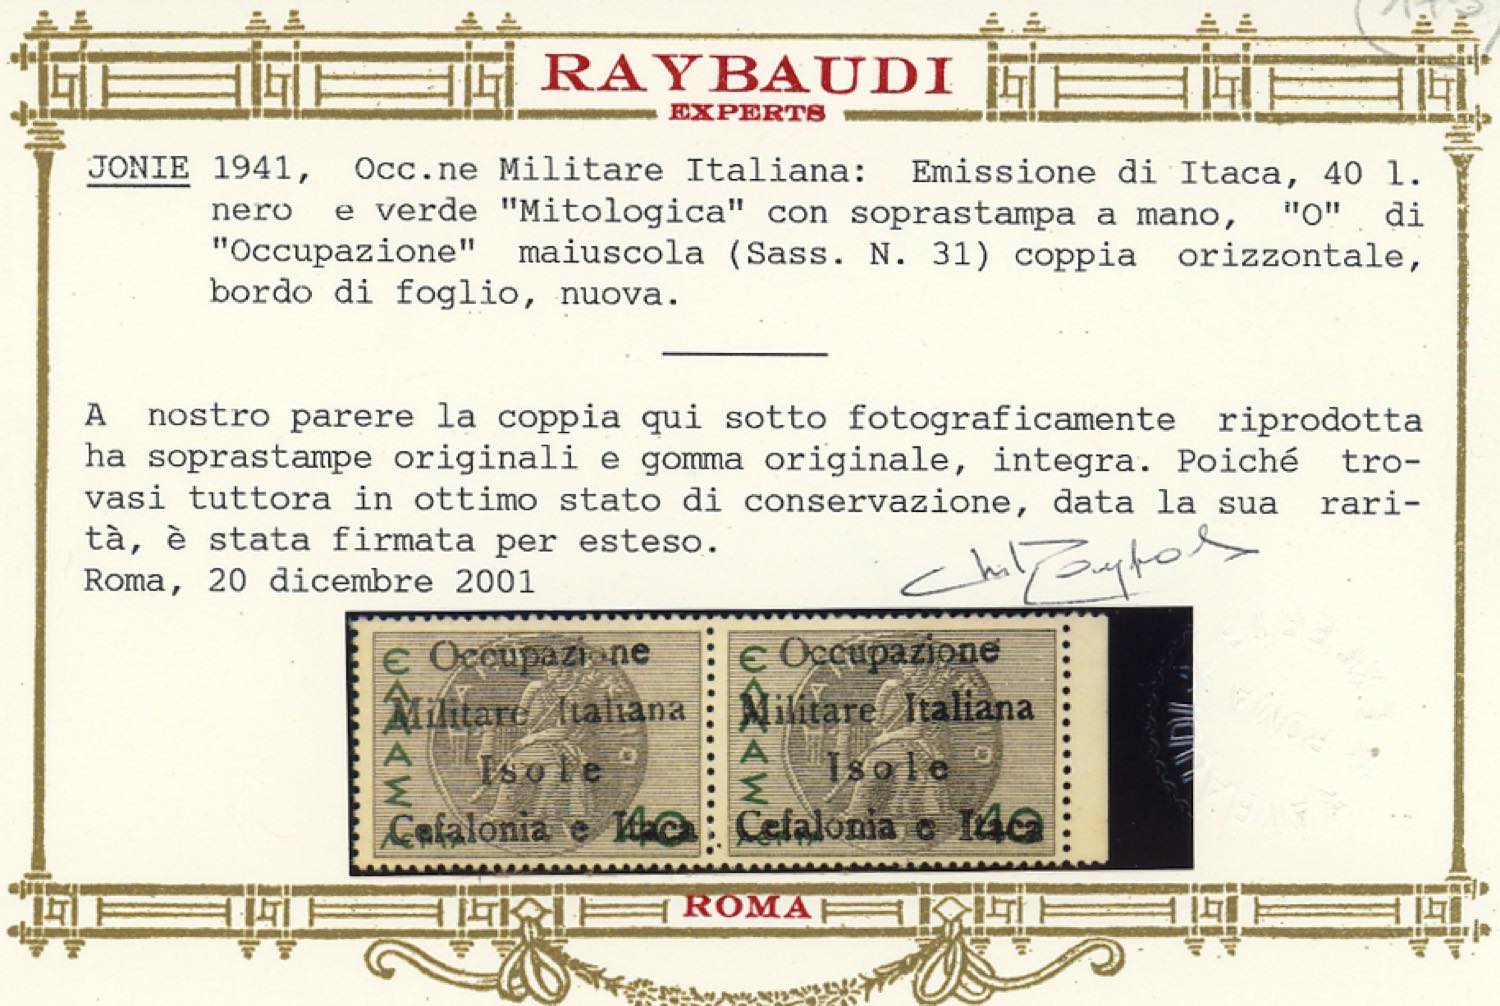 RAYBAUDI
EXPERTS
JONIE 1941, Occ.ne Militare Italiana: Emissione di Itaca, 40 l.
nero e verde "Mitologica" con soprastampa a mano, "O" di
"Occupazione" maiuscola (Sass. N. 31) coppia orizzontale,
bordo di foglio, nuova.
A nostro parere la coppia qui sotto fotograficamente riprodotta
ha soprastampe originali e gomma originale, integra. Poiché tro-
vasi tuttora in ottimo stato di conservazione, data la sua rari-
tà, è stata firmata per esteso.
Roma, 20 dicembre 2001
ΕΛΛΑΣ
Occupazione
Militare Italiana
Isole
Cefalonia e Itaca
40
ΕΛΛΑΣ
Occupazione
Militare Italiana
Isole
Cefalonia e Itaca
40
ROMA